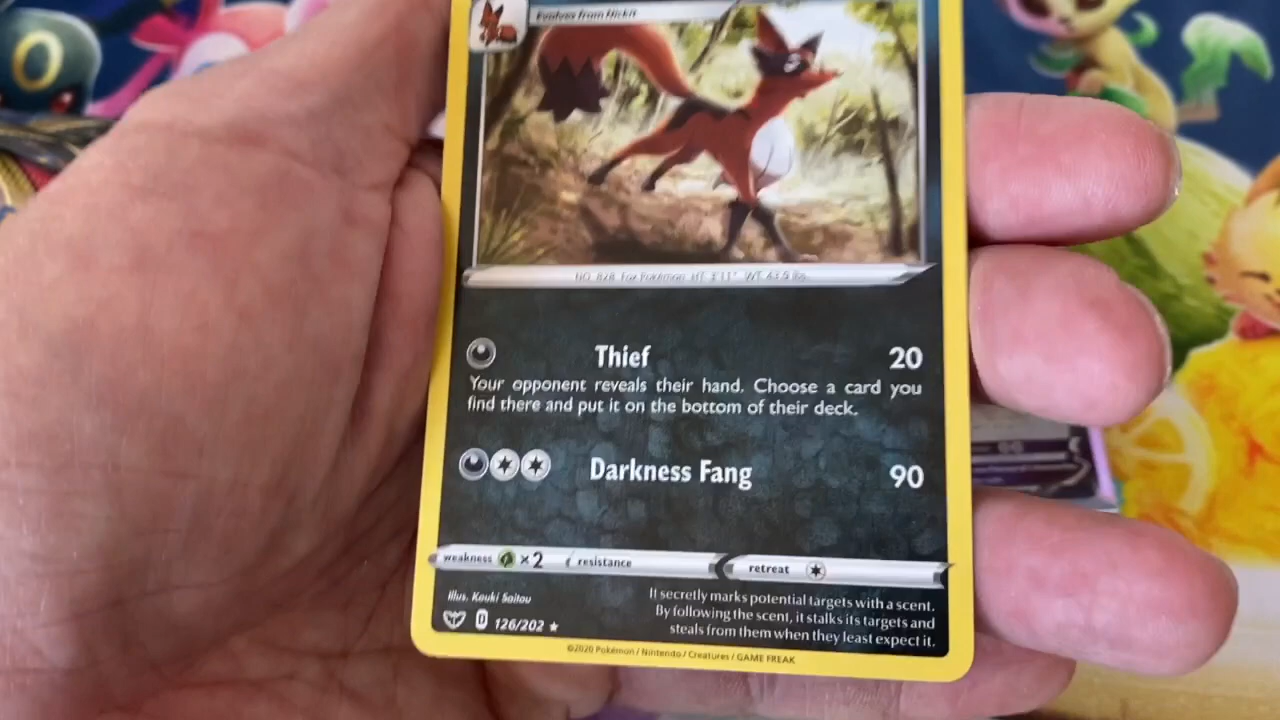 Evolves from Nickit
NO. 828 Fox Pokémon HT: 3'11" WT: 43.9 lbs.
Thief 20
Your opponent reveals their hand. Choose a card you
find there and put it on the bottom of their deck.
Darkness Fang 90
weakness ×2 resistance retreat
Illus. Kouki Saitou
It secretly marks potential targets with a scent.
By following the scent, it stalks its targets and
steals from them when they least expect it.
D 126/202 ★
©2020 Pokémon / Nintendo / Creatures / GAME FREAK